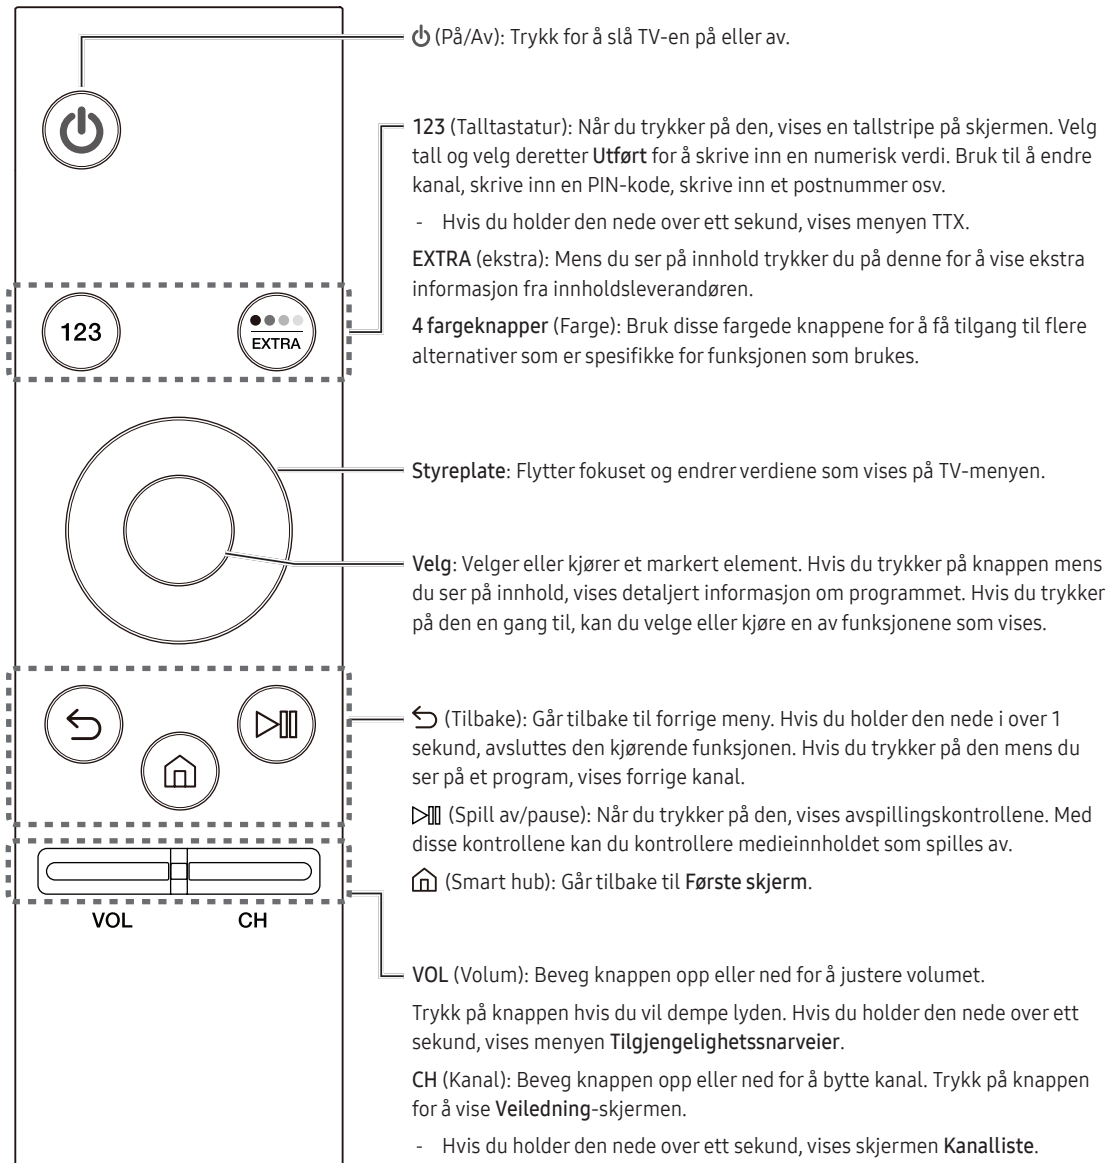 (På/Av): Trykk for å slå TV-en på eller av.
123 (Talltastatur): Når du trykker på den, vises en tallstripe på skjermen. Velg
tall og velg deretter Utført for å skrive inn en numerisk verdi. Bruk til å endre
kanal, skrive inn en PIN-kode, skrive inn et postnummer osv.
- Hvis du holder den nede over ett sekund, vises menyen TTX.
EXTRA (ekstra): Mens du ser på innhold trykker du på denne for å vise ekstra
informasjon fra innholdsleverandøren.
4 fargeknapper (Farge): Bruk disse fargede knappene for å få tilgang til flere
alternativer som er spesifikke for funksjonen som brukes.
123
EXTRA
Styreplate: Flytter fokuset og endrer verdiene som vises på TV-menyen.
Velg: Velger eller kjører et markert element. Hvis du trykker på knappen mens
du ser på innhold, vises detaljert informasjon om programmet. Hvis du trykker
på den en gang til, kan du velge eller kjøre en av funksjonene som vises.
(Tilbake): Går tilbake til forrige meny. Hvis du holder den nede i over 1
sekund, avsluttes den kjørende funksjonen. Hvis du trykker på den mens du
ser på et program, vises forrige kanal.
(Spill av/pause): Når du trykker på den, vises avspillingskontrollene. Med
disse kontrollene kan du kontrollere medieinnholdet som spilles av.
(Smart hub): Går tilbake til Første skjerm.
VOL
CH
VOL (Volum): Beveg knappen opp eller ned for å justere volumet.
Trykk på knappen hvis du vil dempe lyden. Hvis du holder den nede over ett
sekund, vises menyen Tilgjengelighetssnarveier.
CH (Kanal): Beveg knappen opp eller ned for å bytte kanal. Trykk på knappen
for å vise Veiledning-skjermen.
- Hvis du holder den nede over ett sekund, vises skjermen Kanalliste.